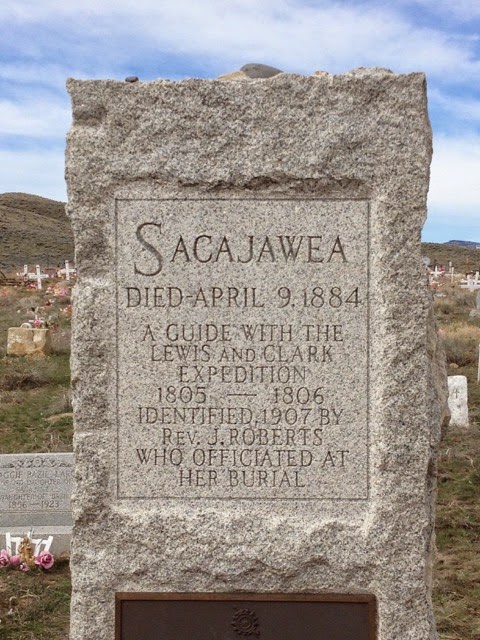 SACAJAWEA
DIED-APRIL 9.1884
A GUIDE WITH THE
LEWIS AND CLARK
EXPEDITION
1805 — 1806
IDENTIFIED, 1907 BY
REV. J. ROBERTS
WHO OFFICIATED AT
HER BURIAL